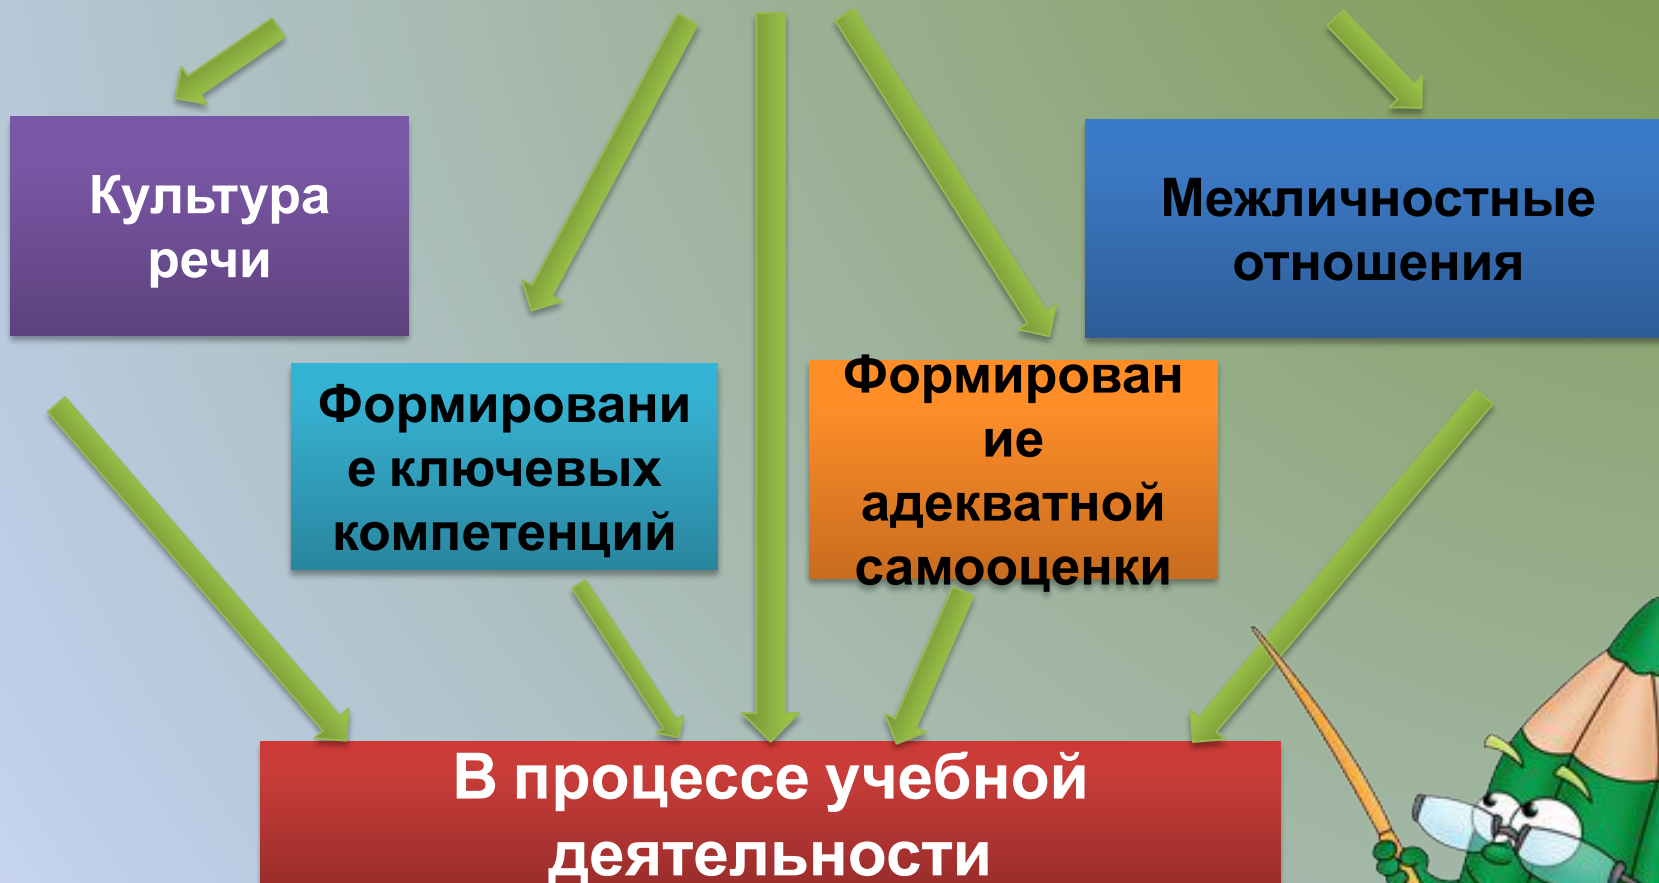 Культура
речи
Межличностные
отношения
Формировани
е ключевых
компетенций
Формирован
ие
адекватной
самооценки
В процессе учебной
деятельности